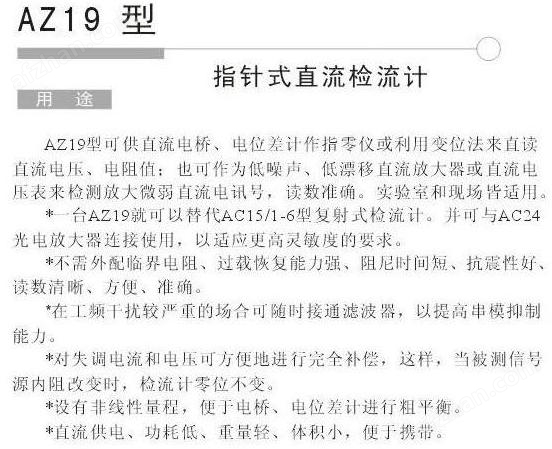 AZ19 型
指针式直流检流计
用 途
AZ19型可供直流电桥、电位差计作指零仪或利用变位法来直读
直流电压、电阻值；也可作为低噪声、低漂移直流放大器或直流电
压表来检测放大微弱直流电讯号，读数准确。实验室和现场皆适用。
*一台AZ19就可以替代AC15/1-6型复射式检流计。并可与AC24
光电放大器连接使用，以适应更高灵敏度的要求。
*不需外配临界电阻、过载恢复能力强、阻尼时间短、抗震性好、
读数清晰、方便、准确。
*在工频干扰较严重的场合可随时接通滤波器，以提高串模抑制
能力。
*对失调电流和电压可方便地进行完全补偿，这样，当被测信号
源内阻改变时，检流计零位不变。
*设有非线性量程，便于电桥、电位差计进行粗平衡。
*直流供电、功耗低、重量轻、体积小，便于携带。